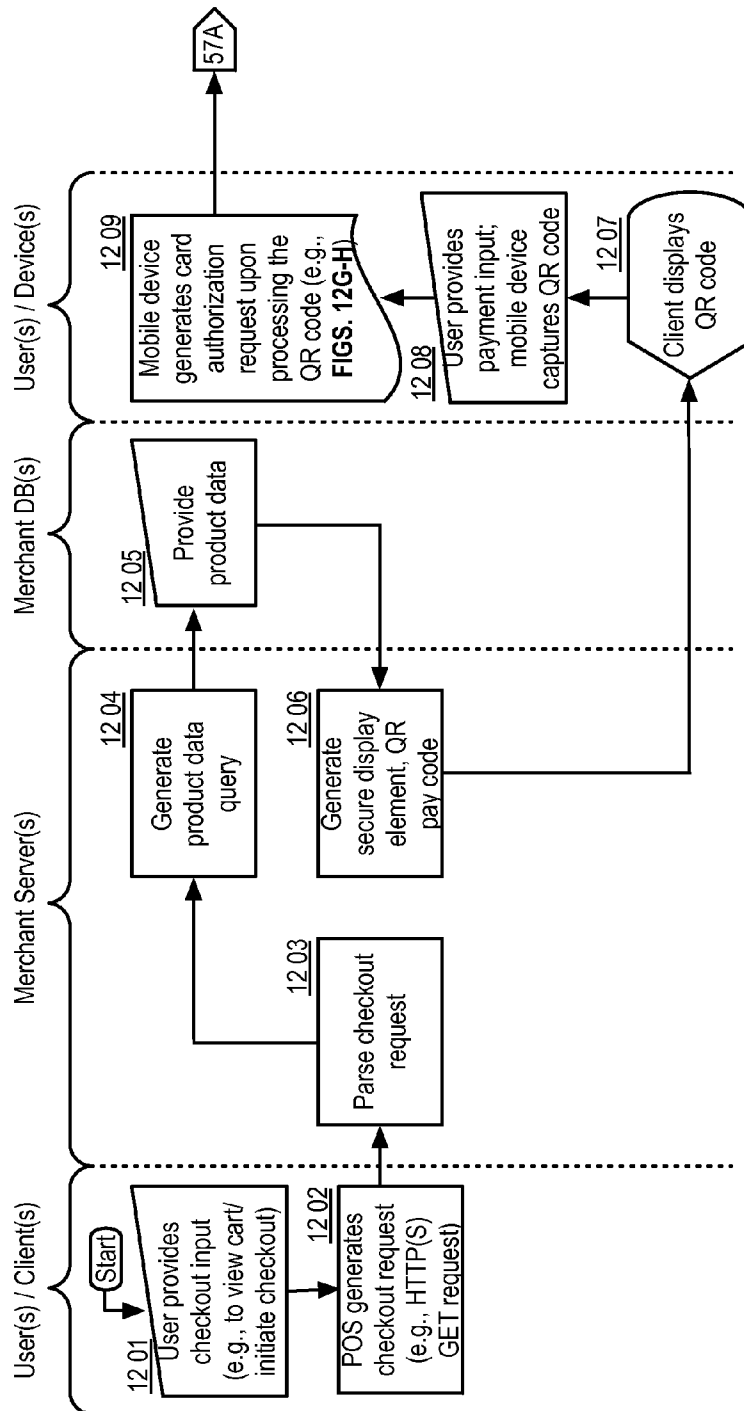 User(s) / Client(s)
Merchant Server(s)
Merchant DB(s)
User(s) / Device(s)
Start
12 01
User provides
checkout input
(e.g., to view cart/
initiate checkout)
12 02
POS generates
checkout request
(e.g., HTTP(S)
GET request)
12 03
Parse checkout
request
12 04
Generate
product data
query
12 05
Provide
product data
12 06
Generate
secure display
element, QR
pay code
12 07
Client displays
QR code
12 08
User provides
payment input;
mobile device
captures QR code
12 09
Mobile device
generates card
authorization
request upon
processing the
QR code (e.g.,
FIGS. 12G-H)
57A